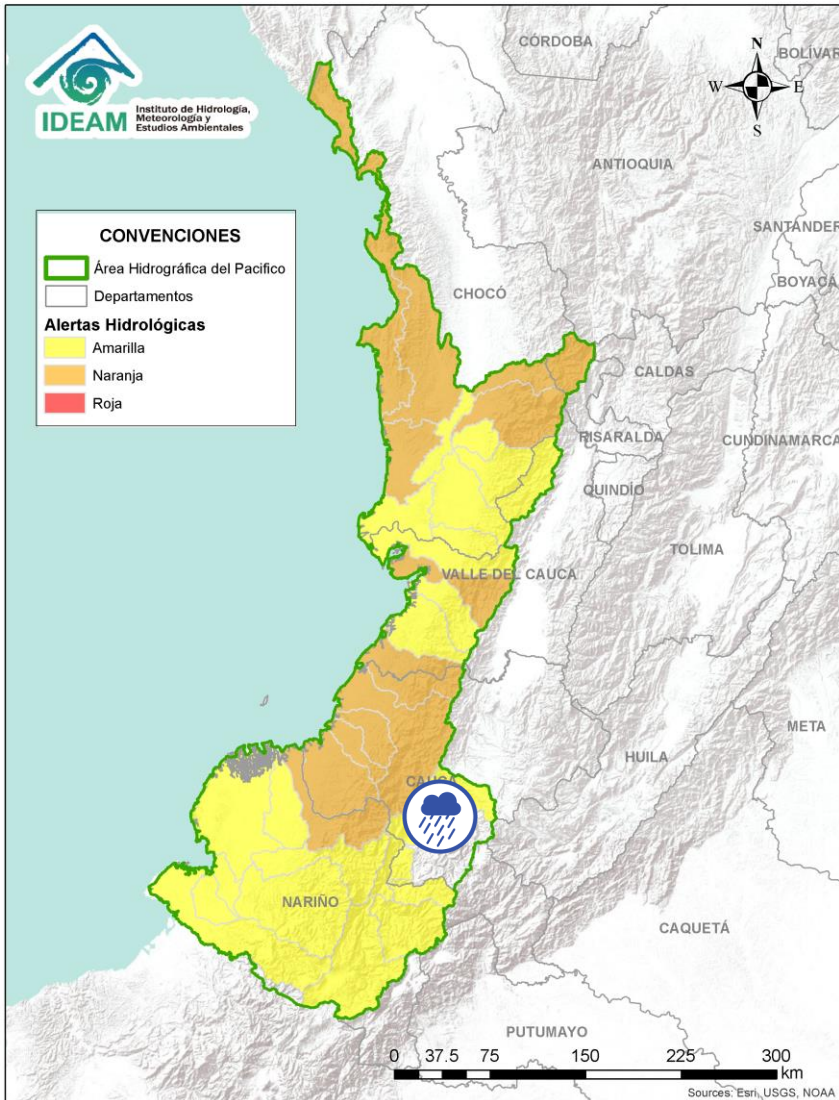 IDEAM
Instituto de Hidrología,
Meteorología y
Estudios Ambientales
CONVENCIONES
Área Hidrográfica del Pacifico
Departamentos
Alertas Hidrológicas
Amarilla
Naranja
Roja
N
W
E
S
CÓRDOBA
BOLÍVAR
ANTIOQUIA
SANTANDER
BOYACÁ
CHOCÓ
CALDAS
RISARALDA
CUNDINAMARCA
QUINDÍO
TOLIMA
VALLE DEL CAUCA
META
HUILA
CAUCA
NARIÑO
CAQUETÁ
PUTUMAYO
0 37.5 75 150 225 300
km
Sources: Esri, USGS, NOAA